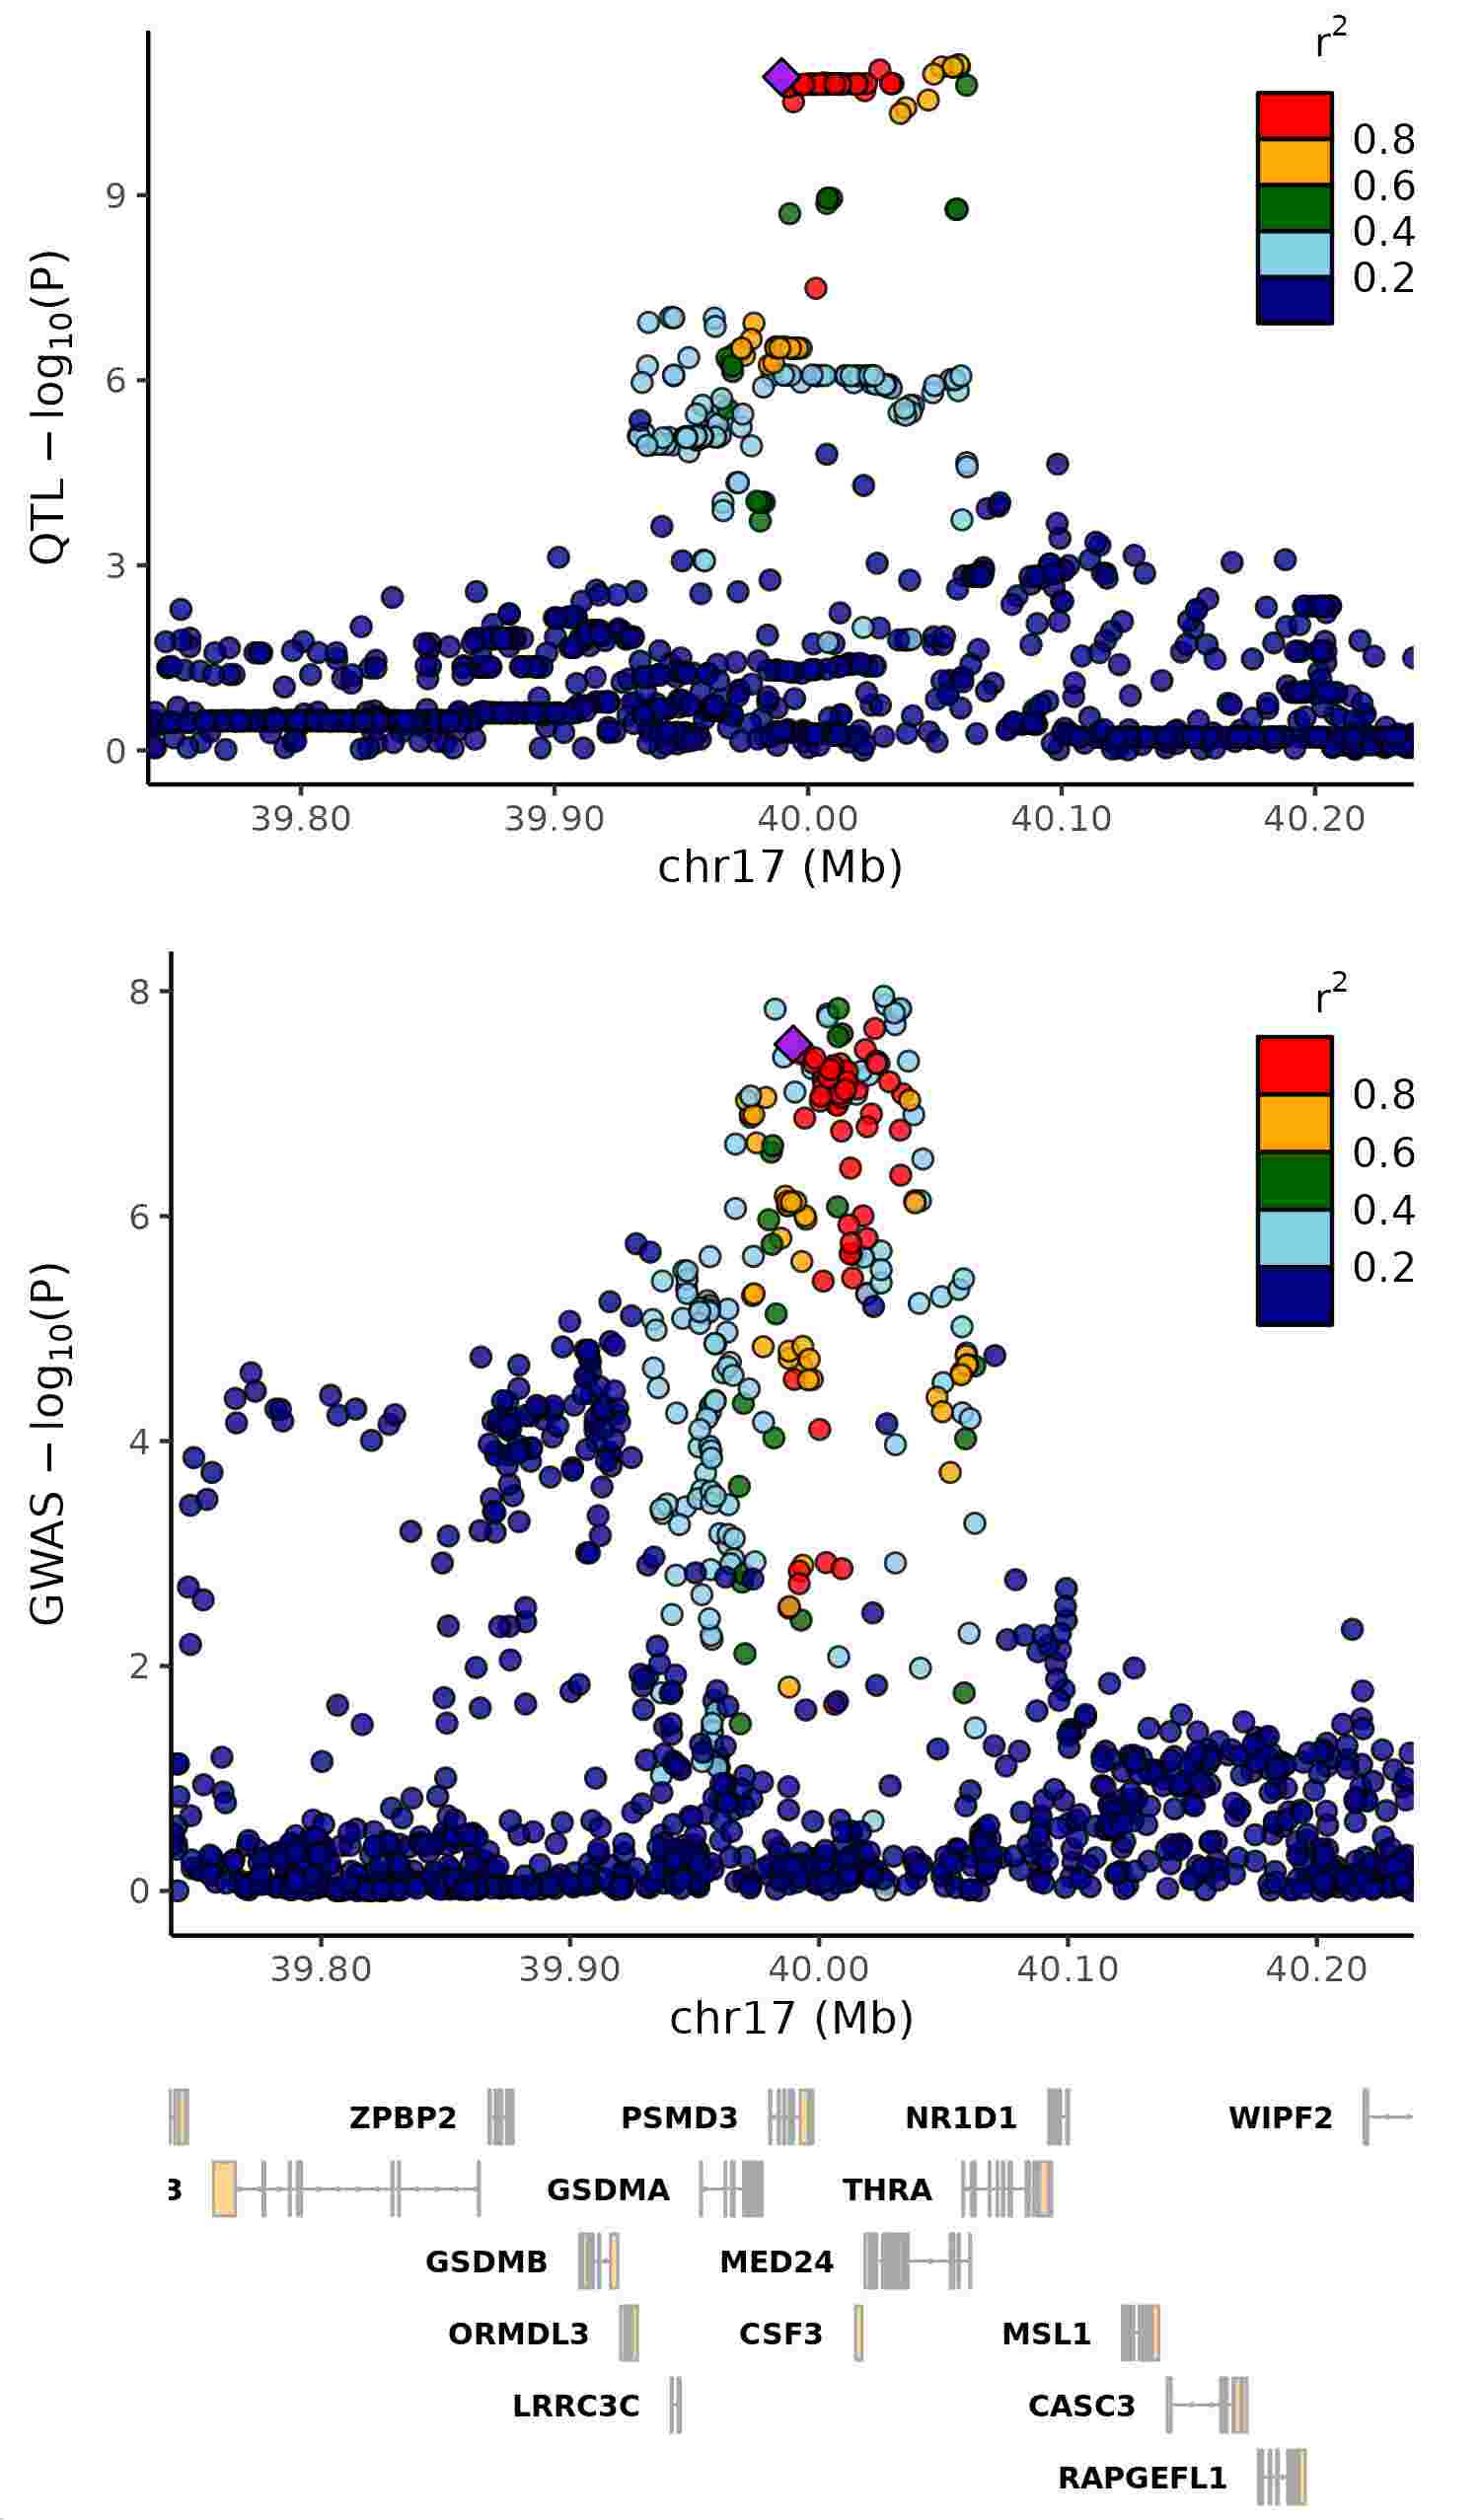 r²
0.8
0.6
0.4
0.2
9
6
3
0
QTL −log₁₀(P)
39.80 39.90 40.00 40.10 40.20
chr17 (Mb)
r²
0.8
0.6
0.4
0.2
8
6
4
2
0
GWAS −log₁₀(P)
39.80 39.90 40.00 40.10 40.20
chr17 (Mb)
ZPBP2 PSMD3 NR1D1 WIPF2
3 GSDMA THRA
GSDMB MED24
ORMDL3 CSF3 MSL1
LRRC3C CASC3
RAPGEFL1